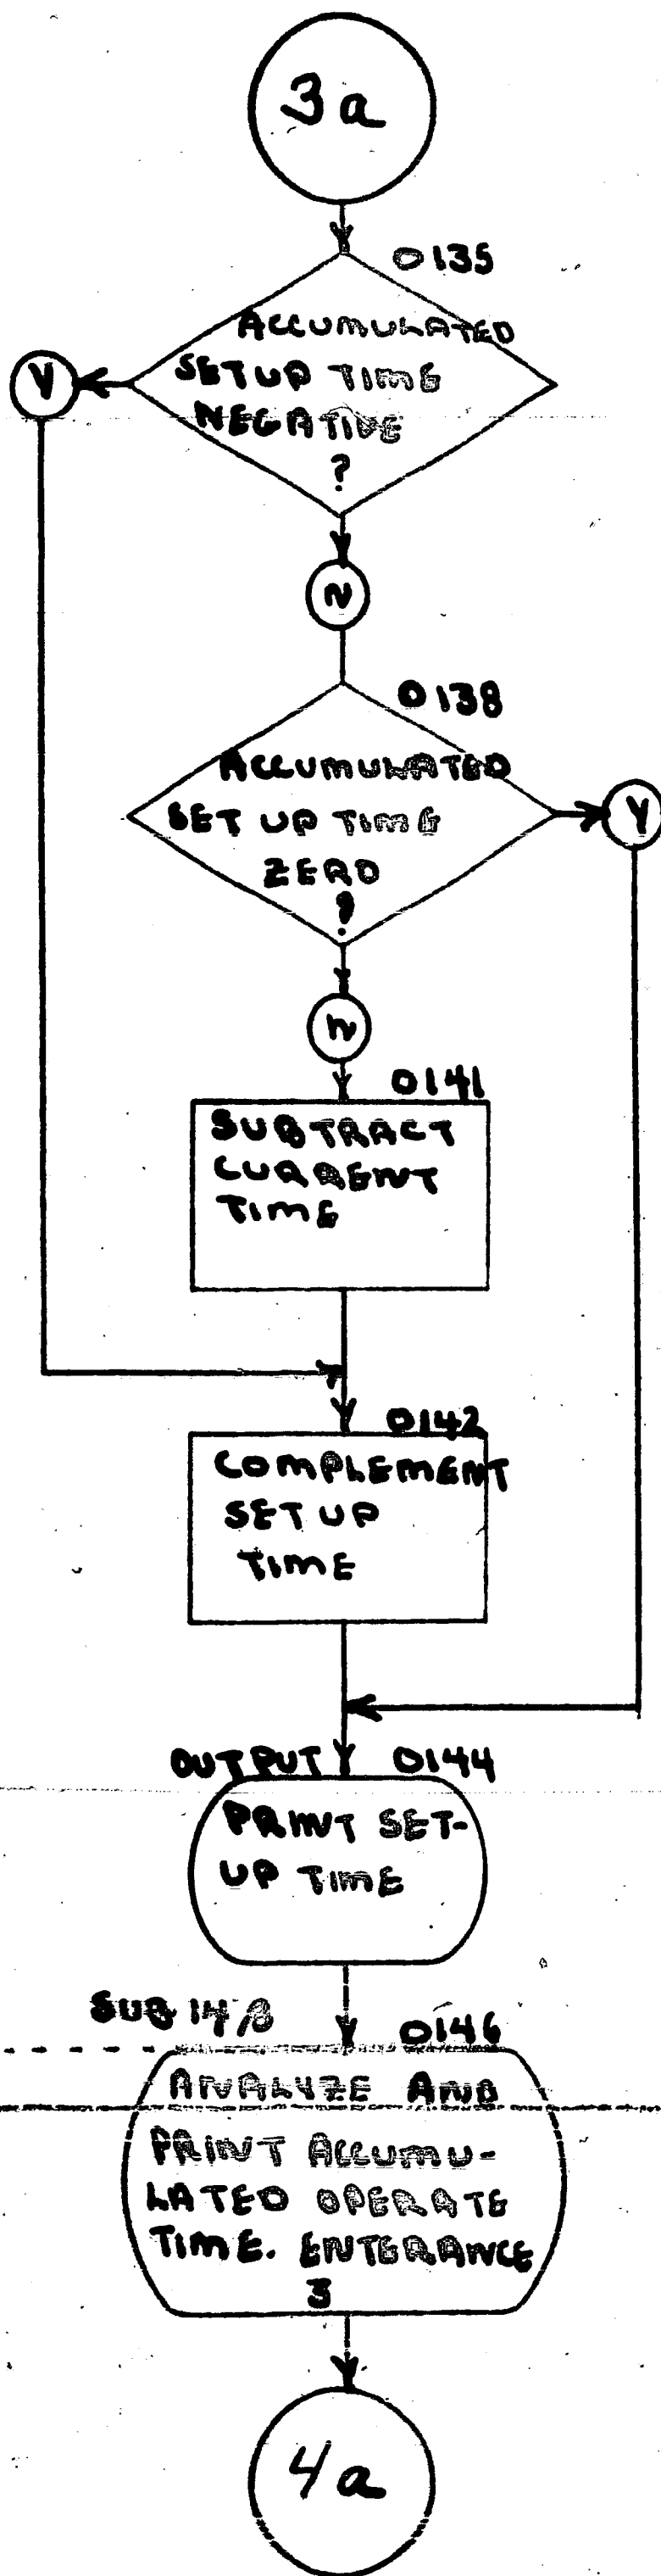 3a
0135
ACCUMULATED
SETUP TIME
NEGATIVE
?
Y
N
0138
ACCUMULATED
SET UP TIME
ZERO
?
Y
N
0141
SUBTRACT
CURRENT
TIME
0142
COMPLEMENT
SET UP
TIME
OUTPUT 0144
PRINT SET-
UP TIME
SUB 14B 0146
ANALYZE AND
PRINT ACCUMU-
LATED OPERATE
TIME. ENTERANCE
3
4a